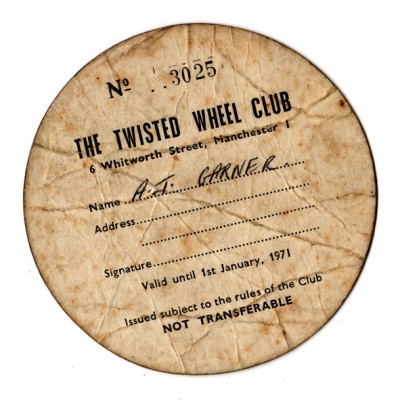 Nº ..3025
THE TWISTED WHEEL CLUB
6 Whitworth Street, Manchester 1
Name A.J. GARNER
Address
Signature
Valid until 1st January, 1971
Issued subject to the rules of the Club
NOT TRANSFERABLE